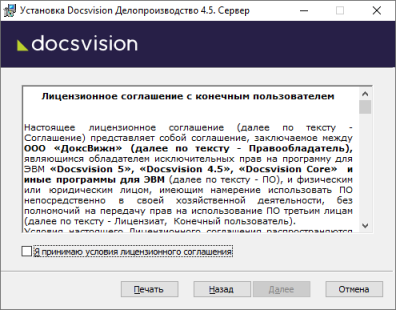 Установка Docsvision Делопроизводство 4.5. Сервер
docsvision
Лицензионное соглашение с конечным пользователем
Настоящее лицензионное соглашение (далее по тексту -
Соглашение) представляет собой соглашение, заключаемое между
ООО «ДоксВижн» (далее по тексту - Правообладатель),
являющимся обладателем исключительных прав на программу для
ЭВМ «Docsvision 5», «Docsvision 4.5», «Docsvision Core» и
иные программы для ЭВМ (далее по тексту - ПО), и физическим
или юридическим лицом, имеющим намерение использовать ПО
непосредственно в своей хозяйственной деятельности, без
полномочий на передачу прав на использование ПО третьим лицам
(далее по тексту - Лицензиат, Конечный пользователь).
Условия настоящего Лицензионного соглашения распространяются
Я принимаю условия лицензионного соглашения
Печать
Назад
Далее
Отмена